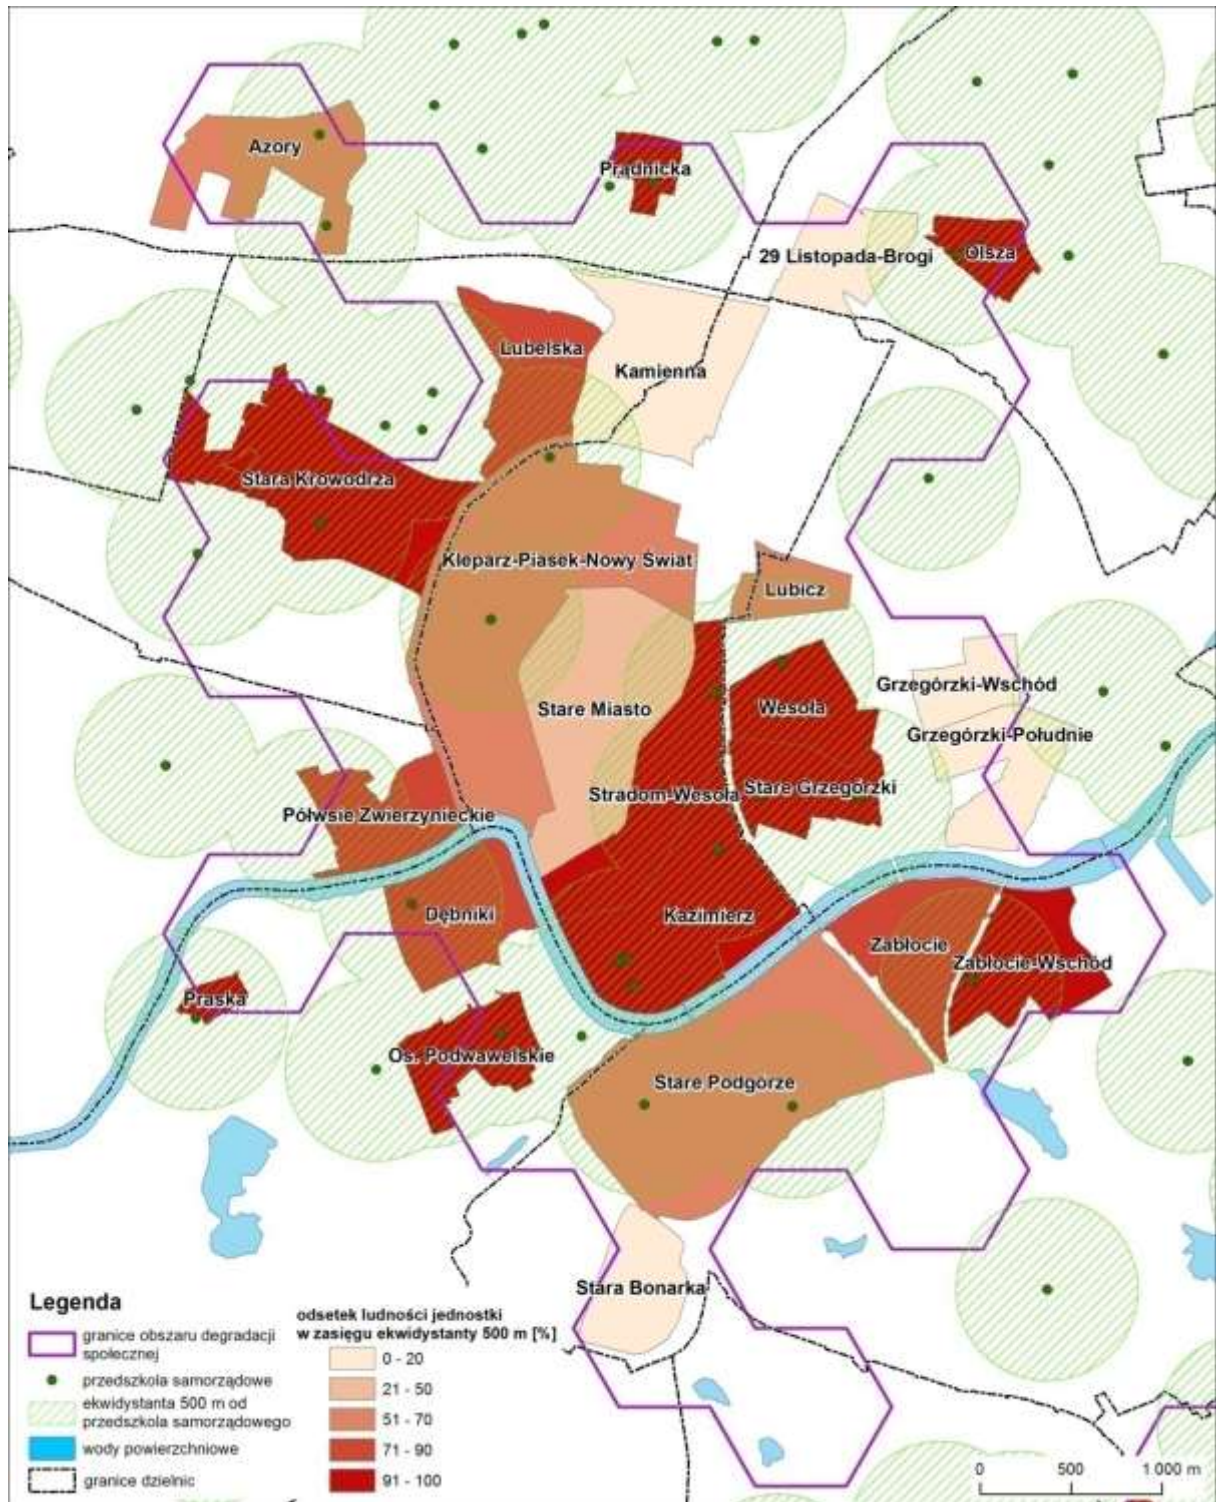 Azory
Prądnicka
29 Listopada-Brogi
Olsza
Lubelska
Kamienna
Stara Krowodrza
Kleparz-Piasek-Nowy Świat
Lubicz
Grzegórzki-Wschód
Stare Miasto
Wesoła
Grzegórzki-Południe
Stradom-Wesoła
Stare Grzegórzki
Półwsie Zwierzynieckie
Dębniki
Kazimierz
Zabłocie
Zabłocie-Wschód
Praska
Os. Podwawelskie
Stare Podgórze
Stara Bonarka
Legenda
granice obszaru degradacji
społecznej
przedszkola samorządowe
ekwidystanta 500 m od
przedszkola samorządowego
wody powierzchniowe
granice dzielnic
odsetek ludności jednostki
w zasięgu ekwidystanty 500 m [%]
0 - 20
21 - 50
51 - 70
71 - 90
91 - 100
0 500 1 000 m